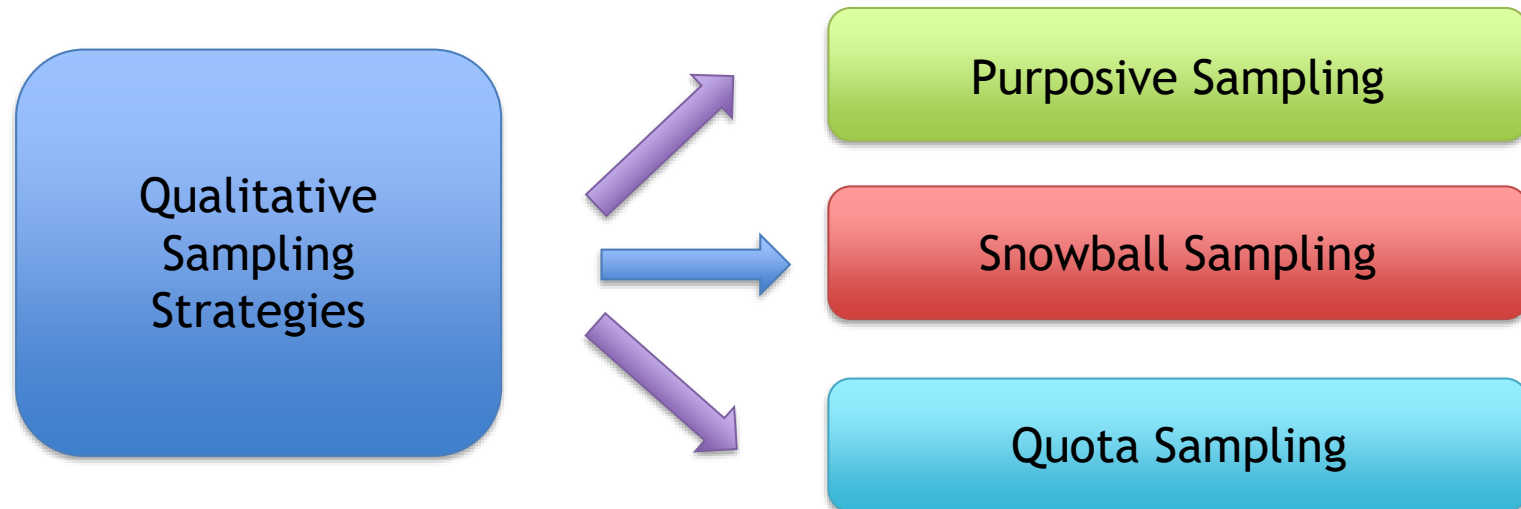 Qualitative
Sampling
Strategies
Purposive Sampling
Snowball Sampling
Quota Sampling